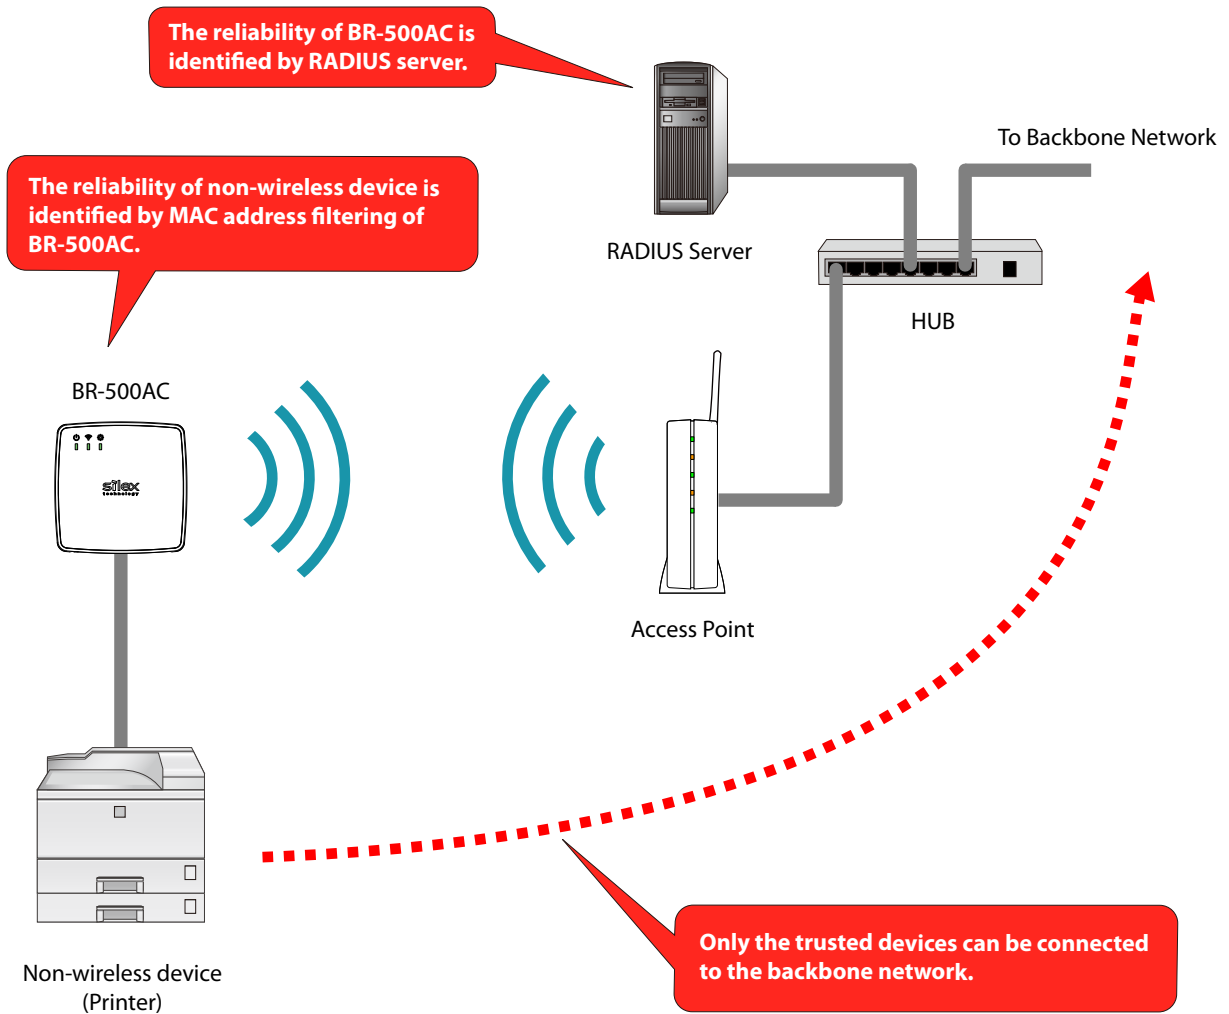 The reliability of BR-500AC is
identified by RADIUS server.
To Backbone Network
The reliability of non-wireless device is
identified by MAC address filtering of
BR-500AC.
RADIUS Server
HUB
BR-500AC
silex
technology
Access Point
Only the trusted devices can be connected
to the backbone network.
Non-wireless device
(Printer)